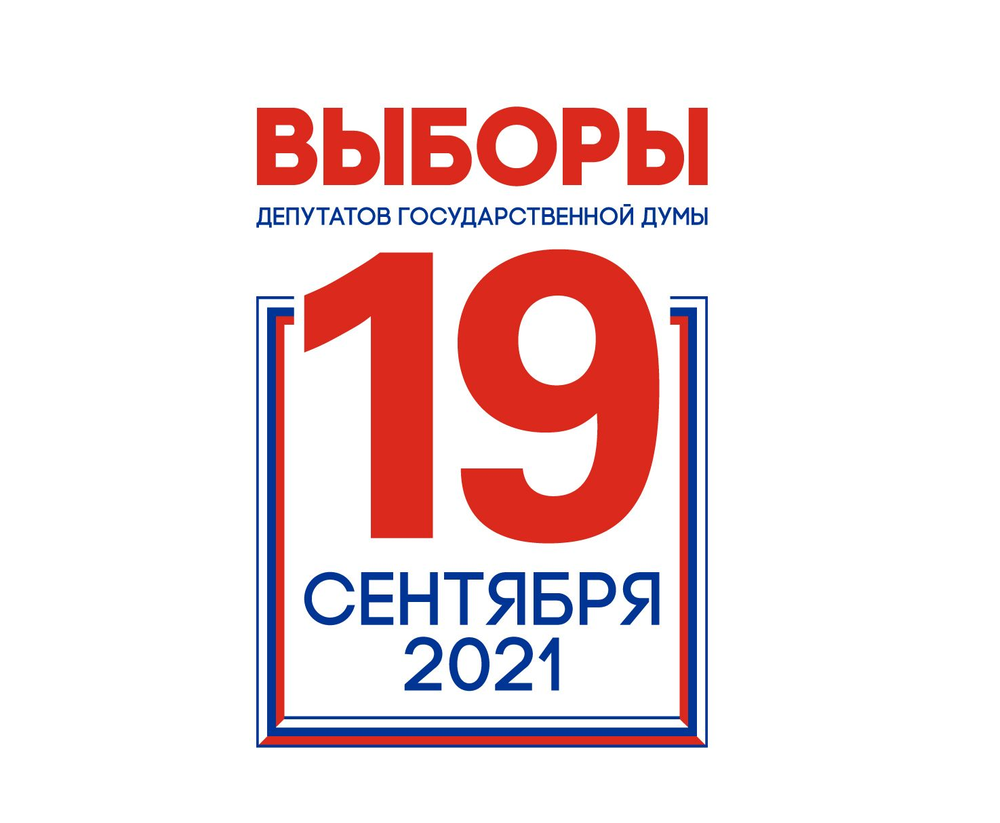 ВЫБОРЫ
ДЕПУТАТОВ ГОСУДАРСТВЕННОЙ ДУМЫ
19
СЕНТЯБРЯ
2021